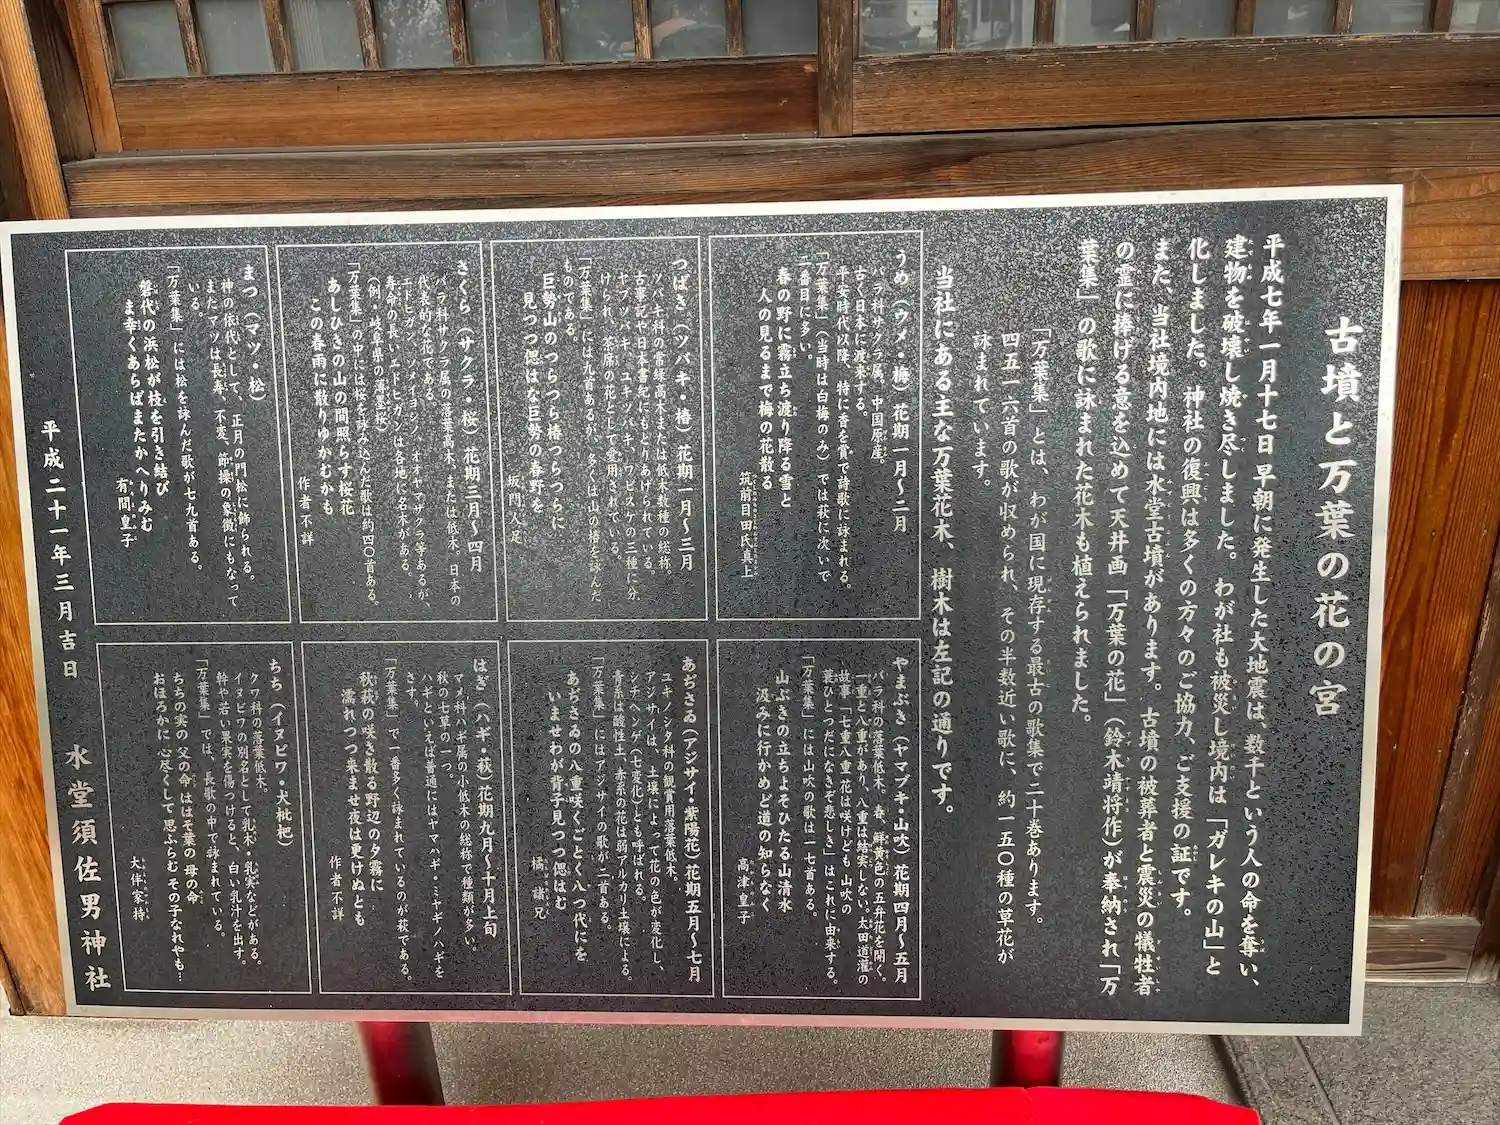 古墳と万葉の花の宮
平成七年一月十七日早朝に発生した大地震は、数千という人の命を奪い、
建物を破壊し焼き尽しました。わが社も被災し境内は「ガレキの山」と
化しました。神社の復興は多くの方々のご協力、ご支援の証です。
また、当社境内地には水堂古墳があります。古墳の被葬者と震災の犠牲者
の霊に捧げる意を込めて天井画「万葉の花」（鈴木靖将作）が奉納され「万
葉集」の歌に詠まれた花木も植えられました。
「万葉集」とは、わが国に現存する最古の歌集で二十巻あります。
四五一六首の歌が収められ、その半数近い歌に、約一五〇種の草花が
詠まれています。
当社にある主な万葉花木、樹木は左記の通りです。
うめ（ウメ・梅）花期一月～二月
バラ科サクラ属。中国原産。
古く日本に渡来する。
平安時代以降、特に香を賞で詩歌に詠まれる。
「万葉集」（当時は白梅のみ）では萩に次いで
二番目に多い。
春の野に霧立ち渡り降る雪と
人の見るまで梅の花散る
筑前目田氏真上
つばき（ツバキ・椿）花期一月～三月
ツバキ科の常緑高木または低木数種の総称。
古事記や日本書紀にもとりあげられている。
ヤブツバキ、ユキツバキ、ワビスケの三種に分
けられ、茶席の花として愛用されている。
「万葉集」には九首あるが、多くは山の椿を詠んだ
ものである。
巨勢山のつらつら椿つらつらに
見つつ偲はな巨勢の春野を
坂門人足
さくら（サクラ・桜）花期三月～四月
バラ科サクラ属の落葉高木、または低木。日本の
代表的な花である。
エドヒガン、ソメイヨシノ、オオヤマザクラ等あるが、
寿命の長いエドヒガンは各地に名木がある。
（例・岐阜県の薄墨桜）
「万葉集」の中には桜を詠み込んだ歌は約四〇首ある。
あしひきの山の間照らす桜花
この春雨に散りゆかむかも
作者不詳
まつ（マツ・松）
神の依代として、正月の門松に飾られる。
またマツは長寿、不変、節操の象徴にもなって
いる。
「万葉集」には松を詠んだ歌が七九首ある。
磐代の浜松が枝を引き結び
ま幸くあらばまたかへりみむ
有間皇子
やまぶき（ヤマブキ・山吹）花期四月～五月
バラ科の落葉低木。春、鮮黄色の五弁花を開く。
一重と八重があり、八重は結実しない。太田道灌の
故事「七重八重花は咲けども山吹の
実ひとつだになきぞ悲しき」はこれに由来する。
「万葉集」には山吹の歌は一七首ある。
山ぶきの立ちよそひたる山清水
汲みに行かめど道の知らなく
高津皇子
あぢさゐ（アジサイ・紫陽花）花期五月～七月
ユキノシタ科の観賞用落葉低木。
アジサイは、土壌によって花の色が変化し、
シチヘンゲ（七変化）とも呼ばれる。
青系は酸性土、赤系の花は弱アルカリ土壌による。
「万葉集」にはアジサイの歌が二首ある。
あぢさゐの八重咲くごとく八つ代にを
いませわが背子見つつ偲はむ
橘諸兄
はぎ（ハギ・萩）花期九月～十月上旬
マメ科ハギ属の小低木の総称で種類が多い。
秋の七草の一つ。
ハギといえば普通にはヤマハギ・ミヤギノハギを
さす。
「万葉集」で一番多く詠まれているのが萩である。
秋萩の咲き散る野辺の夕霧に
濡れつつ来ませ夜は更けぬとも
作者不詳
ちち（イヌビワ・犬枇杷）
クワ科の落葉低木。
イヌビワの別名として乳木・乳実などがある。
幹や若い果実を傷つけると、白い乳汁を出す。
「万葉集」では、長歌の中で詠まれている。
ちちの実の父の命ははそ葉の母の命
おほろかに心尽くして思ふらむその子なれやも…
大伴家持
平成二十一年三月吉日
水堂須佐男神社